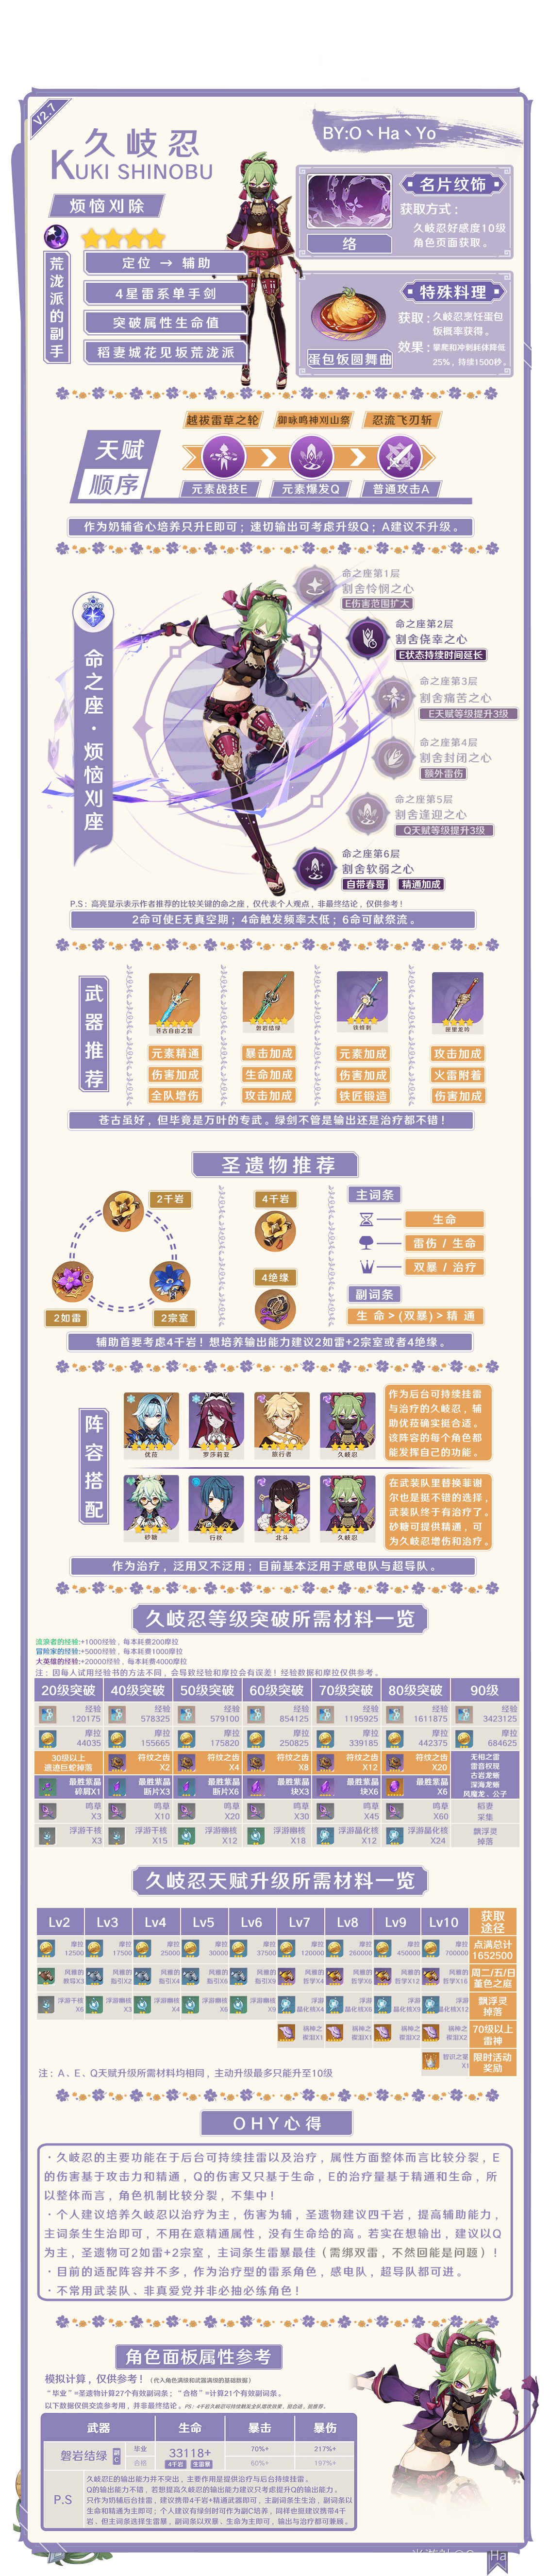 V2.7
久岐忍
KUKI SHINOBU
BY:O丶Ha丶Yo
烦恼刈除
荒泷派的副手
定位 → 辅助
4星雷系单手剑
突破属性生命值
稻妻城花见坂荒泷派
名片纹饰
获取方式：
久岐忍好感度10级
角色页面获取。
络
特殊料理
获取：久岐忍烹饪蛋包
饭概率获得。
效果：攀爬和冲刺耗体降低
25%，持续1500秒。
蛋包饭圆舞曲
天赋
顺序
越祓雷草之轮
御咏鸣神刈山祭
忍流飞刃斩
元素战技E
元素爆发Q
普通攻击A
作为奶辅省心培养只升E即可；速切输出可考虑升级Q；A建议不升级。
命之座·烦恼刈座
命之座第1层
割舍怜悯之心
E伤害范围扩大
命之座第2层
割舍侥幸之心
E状态持续时间延长
命之座第3层
割舍痛苦之心
E天赋等级提升3级
命之座第4层
割舍封闭之心
额外雷伤
命之座第5层
割舍逢迎之心
Q天赋等级提升3级
命之座第6层
割舍软弱之心
自带春哥
精通加成
P.S：高亮显示表示作者推荐的比较关键的命之座，仅代表个人观点，非最终结论，仅供参考！
2命可使E无真空期；4命触发频率太低；6命可献祭流。
武器推荐
苍古自由之誓
磐岩结绿
铁蜂刺
匣里龙吟
元素精通
暴击加成
元素加成
攻击加成
伤害加成
生命加成
伤害加成
火雷附着
全队增伤
攻击加成
铁匠锻造
伤害加成
苍古虽好，但毕竟是万叶的专武。绿剑不管是输出还是治疗都不错！
圣遗物推荐
2千岩
2如雷
2宗室
4千岩
4绝缘
主词条
生命
雷伤 / 生命
双暴 / 治疗
副词条
生 命 > (双暴) > 精 通
辅助首要考虑4千岩！想培养输出能力建议2如雷+2宗室或者4绝缘。
阵容搭配
优菈
罗莎莉亚
旅行者
久岐忍
作为后台可持续挂雷
与治疗的久岐忍，辅
助优菈确实挺合适。
该阵容的每个角色都
能发挥自己的功能。
砂糖
行秋
北斗
久岐忍
在武装队里替换菲谢
尔也是挺不错的选择，
武装队终于有治疗了。
砂糖可提供精通，可
为久岐忍增伤和治疗。
作为治疗，泛用又不泛用；目前基本泛用于感电队与超导队。
久岐忍等级突破所需材料一览
流浪者的经验:+1000经验，每本耗费200摩拉
冒险家的经验:+5000经验，每本耗费1000摩拉
大英雄的经验:+20000经验，每本耗费4000摩拉
注：因每人试用经验书的方法不同，会导致经验和摩拉会有误差！经验数据和摩拉仅供参考。
20级突破 40级突破 50级突破 60级突破 70级突破 80级突破 90级
经验 120175 经验 578325 经验 579100 经验 854125 经验 1195925 经验 1611875 经验 3423125
摩拉 44035 摩拉 155665 摩拉 175820 摩拉 250825 摩拉 339185 摩拉 442375 摩拉 684625
30级以上 遗迹巨蛇掉落 符纹之齿 X2 符纹之齿 X4 符纹之齿 X8 符纹之齿 X12 符纹之齿 X20
最胜紫晶 碎屑X1 最胜紫晶 断片X3 最胜紫晶 断片X6 最胜紫晶 块X3 最胜紫晶 块X6 最胜紫晶 X6
无相之雷
雷音权现
古岩龙蜥
深海龙蜥
风魔龙、公子
鸣草 X3 鸣草 X10 鸣草 X20 鸣草 X30 鸣草 X45 鸣草 X60 稻妻 采集
浮游干核 X3 浮游干核 X15 浮游幽核 X12 浮游幽核 X18 浮游晶化核 X12 浮游晶化核 X24 飘浮灵 掉落
久岐忍天赋升级所需材料一览
Lv2 Lv3 Lv4 Lv5 Lv6 Lv7 Lv8 Lv9 Lv10 获取途径
摩拉 12500 摩拉 17500 摩拉 25000 摩拉 30000 摩拉 37500 摩拉 120000 摩拉 260000 摩拉 450000 摩拉 700000 点满总计 1652500
风雅的 教导X3 风雅的 指引X2 风雅的 指引X4 风雅的 指引X6 风雅的 指引X9 风雅的 哲学X4 风雅的 哲学X6 风雅的 哲学X12 风雅的 哲学X16 周二/五/日 堇色之庭
浮游干核 X6 浮游幽核 X3 浮游幽核 X4 浮游幽核 X6 浮游幽核 X9 浮游 晶化核X4 浮游 晶化核X6 浮游 晶化核X9 浮游 晶化核X12 飘浮灵 掉落
祸神之 禊泪X1 祸神之 禊泪X1 祸神之 禊泪X2 祸神之 禊泪X2 70级以上 雷神
智识之冕 X1 限时活动 奖励
注：A、E、Q天赋升级所需材料均相同，主动升级最多只能升至10级
OHY心得
·久岐忍的主要功能在于后台可持续挂雷以及治疗，属性方面整体而言比较分裂，E
的伤害基于攻击力和精通，Q的伤害又只基于生命，E的治疗量基于精通和生命，所
以整体而言，角色机制比较分裂，不集中！
·个人建议培养久岐忍以治疗为主，伤害为辅，圣遗物建议四千岩，提高辅助能力，
主词条生生治即可，不用在意精通属性，没有生命给的高。若实在想输出，建议以Q
为主，圣遗物可2如雷+2宗室，主词条生雷暴最佳（需绑双雷，不然回能是问题）！
·目前的适配阵容并不多，作为治疗型的雷系角色，感电队，超导队都可进。
·不常用武装队、非真爱党并非必抽必练角色！
角色面板属性参考
模拟计算，仅供参考！（代入角色满级和武器满级的基础数据）
“毕业”=圣遗物计算27个有效副词条；“合格”=计算21个有效副词条。
以下数据仅供交流参考用，并非最终结论。
武器 生命 暴击 暴伤
磐岩结绿 副C 毕业 33118+ 70%+ 217%+
合格 4千岩 生雷暴 60%+ 197%+
P.S
久岐忍E的输出能力并不突出，主要作用是提供治疗与后台持续挂雷。
Q的输出能力不错，若想提高久岐忍的输出能力建议只考虑提升Q的输出能力。
只作为奶辅后台挂雷，建议携带4千岩+精通武器即可，主副词条生生治，副词条以
生命和精通为主即可；个人建议有绿剑时可作为副C培养，同样也挺建议携带4千
岩、但主词条选择生雷暴，副词条以双暴、生命为主即可，输出与治疗都可兼顾。